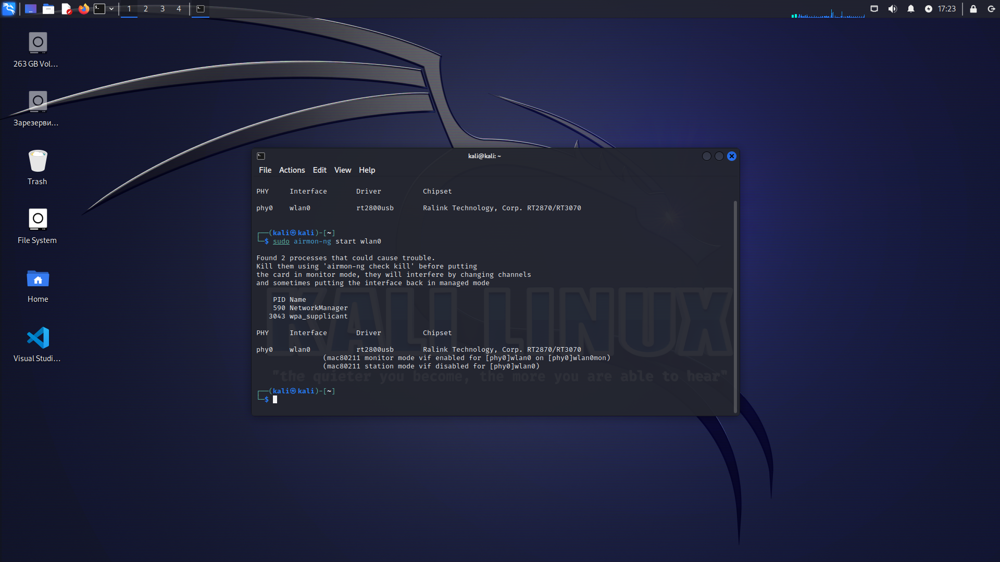 1 2 3 4
17:23
263 GB Vol...
Зарезерви...
Trash
File System
Home
Visual Studi...
kali@kali: ~
File Actions Edit View Help
PHY Interface Driver Chipset
phy0 wlan0 rt2800usb Ralink Technology, Corp. RT2870/RT3070
┌──(kali㉿kali)-[~]
└─$ sudo airmon-ng start wlan0
Found 2 processes that could cause trouble.
Kill them using 'airmon-ng check kill' before putting
the card in monitor mode, they will interfere by changing channels
and sometimes putting the interface back in managed mode
PID Name
590 NetworkManager
3043 wpa_supplicant
PHY Interface Driver Chipset
phy0 wlan0 rt2800usb Ralink Technology, Corp. RT2870/RT3070
(mac80211 monitor mode vif enabled for [phy0]wlan0 on [phy0]wlan0mon)
(mac80211 station mode vif disabled for [phy0]wlan0)
┌──(kali㉿kali)-[~]
└─$
KALI LINUX
"the quieter you become, the more you are able to hear"